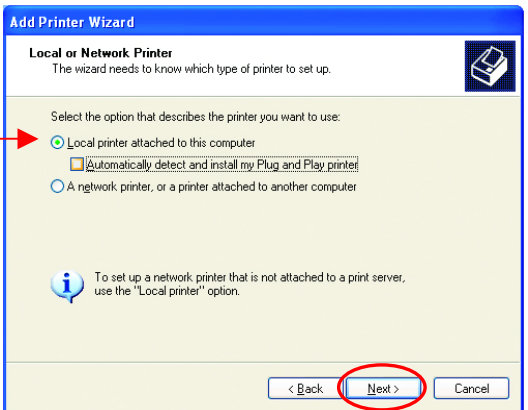 Add Printer Wizard
Local or Network Printer
The wizard needs to know which type of printer to set up.
Select the option that describes the printer you want to use:
Local printer attached to this computer
Automatically detect and install my Plug and Play printer
A network printer, or a printer attached to another computer
To set up a network printer that is not attached to a print server,
use the "Local printer" option.
< Back
Next >
Cancel